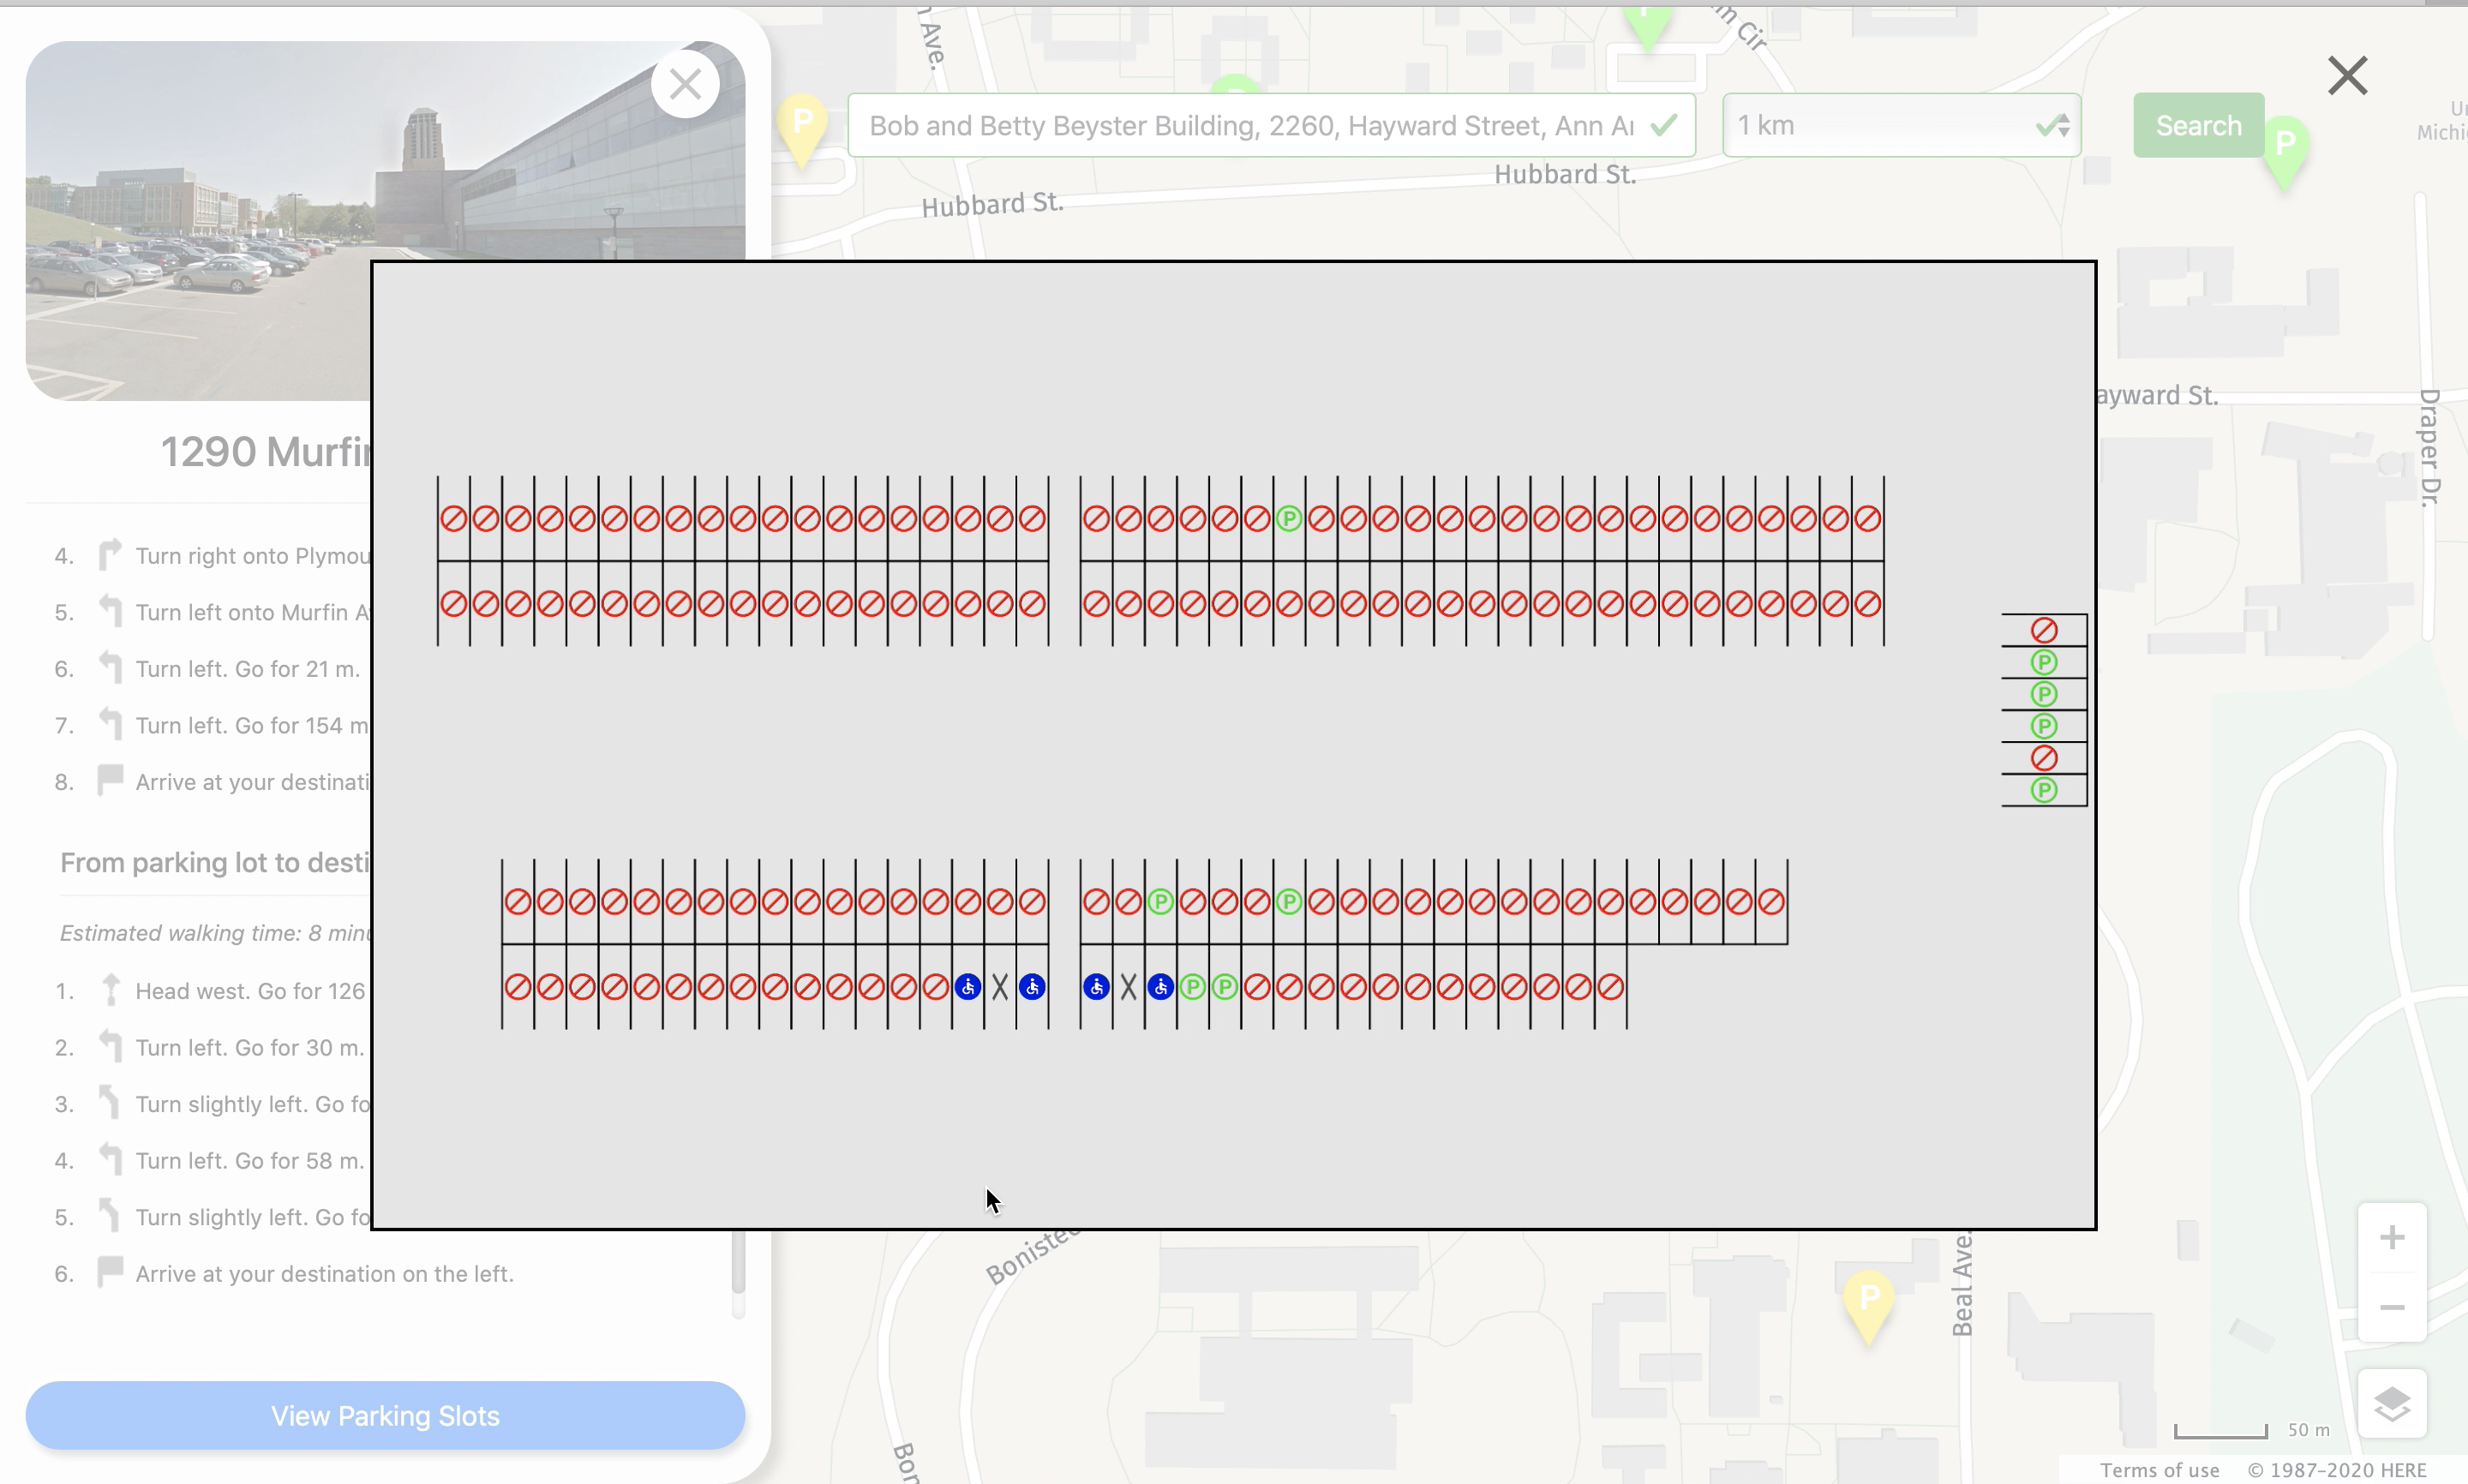 n Ave.
m Cir
P
P
P
P
Bob and Betty Beyster Building, 2260, Hayward Street, Ann Ar
1 km
Search
Hubbard St.
Hubbard St.
Michi
ayward St.
Draper Dr.
1290 Murfin
4. Turn right onto Plymou
5. Turn left onto Murfin A
6. Turn left. Go for 21 m.
7. Turn left. Go for 154 m
8. Arrive at your destinati
From parking lot to desti
Estimated walking time: 8 minu
1. Head west. Go for 126
2. Turn left. Go for 30 m.
3. Turn slightly left. Go fo
4. Turn left. Go for 58 m.
5. Turn slightly left. Go fo
6. Arrive at your destination on the left.
View Parking Slots
P
P
P
P
P
P
P
X X P P
Bonisteel
Beal Ave.
P
Bon
+
−
50 m
Terms of use © 1987–2020 HERE